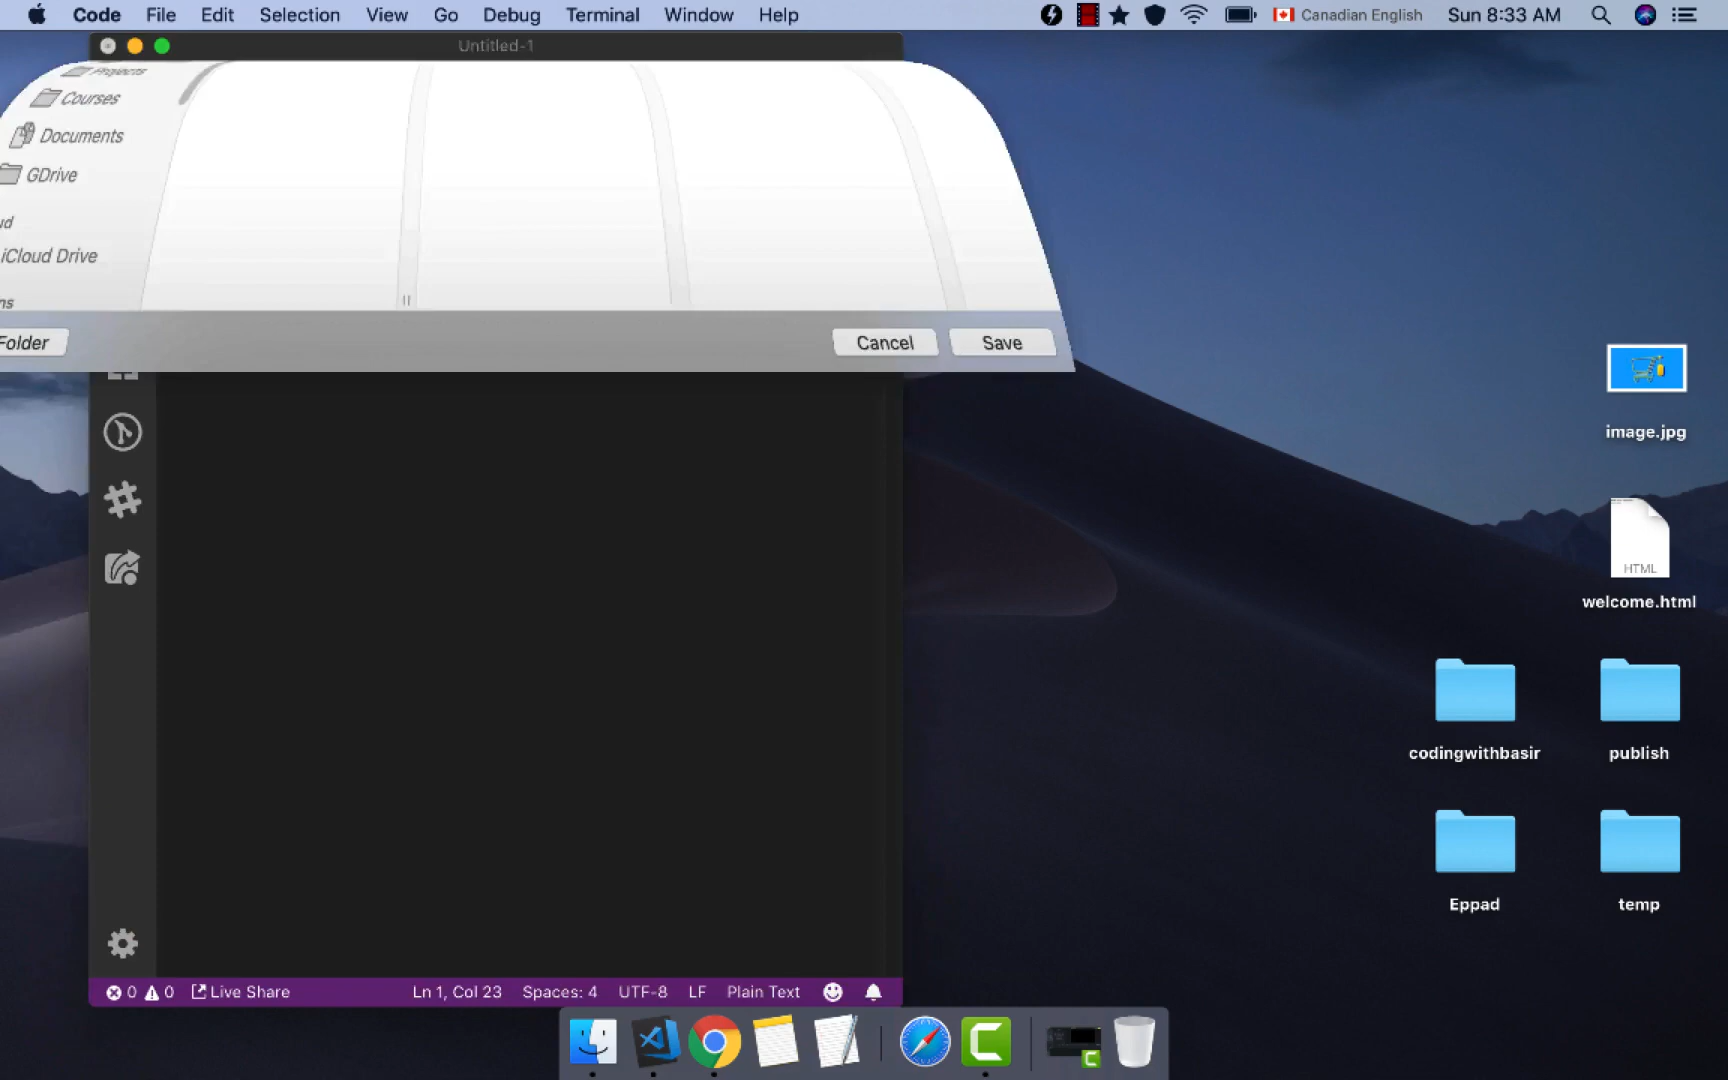 Code File Edit Selection View Go Debug Terminal Window Help Canadian English Sun 8:33 AM
Untitled-1
Projects
Courses
Documents
GDrive
iCloud Drive
Folder
Cancel Save
image.jpg
HTML
welcome.html
codingwithbasir publish
Eppad temp
0 0 Live Share Ln 1, Col 23 Spaces: 4 UTF-8 LF Plain Text